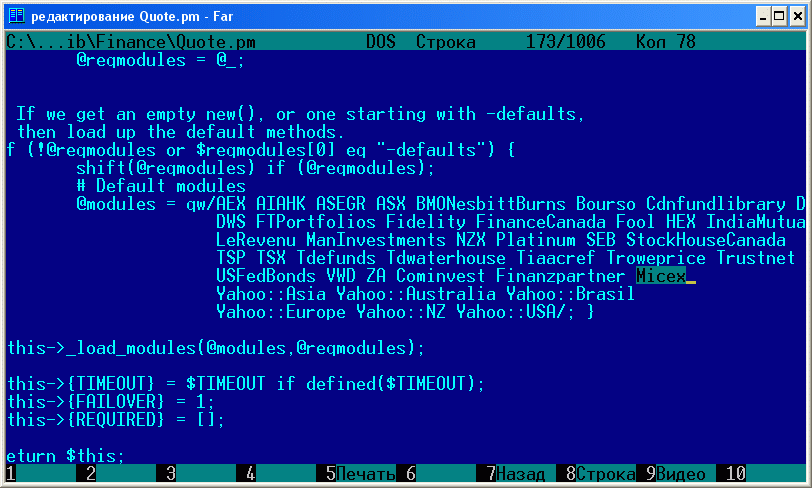 редактирование Quote.pm - Far
C:\...ib\Finance\Quote.pm DOS Строка 173/1006 Кол 78
@reqmodules = @_;
If we get an empty new(), or one starting with -defaults,
then load up the default methods.
f (!@reqmodules or $reqmodules[0] eq "-defaults") {
shift(@reqmodules) if (@reqmodules);
# Default modules
@modules = qw/AEX AIAHK ASEGR ASX BMONesbittBurns Bourso Cdnfundlibrary D
DWS FTPortfolios Fidelity FinanceCanada Fool HEX IndiaMutua
LeRevenu ManInvestments NZX Platinum SEB StockHouseCanada
TSP TSX Tdefunds Tdwaterhouse Tiaacref Troweprice Trustnet
USFedBonds VWD ZA Cominvest Finanzpartner Micex_
Yahoo::Asia Yahoo::Australia Yahoo::Brasil
Yahoo::Europe Yahoo::NZ Yahoo::USA/; }
this->_load_modules(@modules,@reqmodules);
this->{TIMEOUT} = $TIMEOUT if defined($TIMEOUT);
this->{FAILOVER} = 1;
this->{REQUIRED} = [];
eturn $this;
1 2 3 4 5Печать 6 7Назад 8Строка 9Видео 10